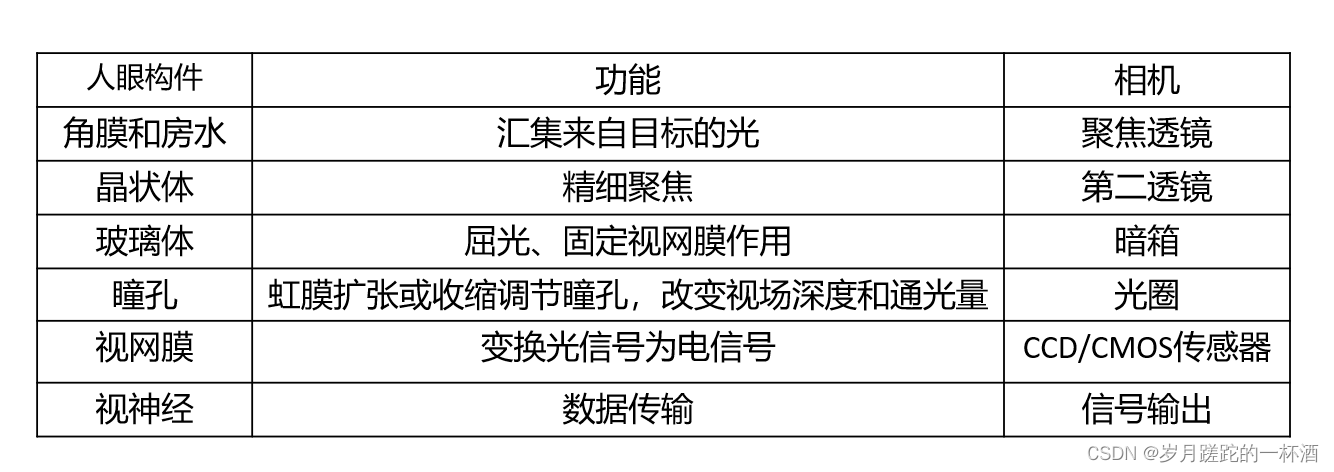 人眼构件 功能 相机
角膜和房水 汇集来自目标的光 聚焦透镜
晶状体 精细聚焦 第二透镜
玻璃体 屈光、固定视网膜作用 暗箱
瞳孔 虹膜扩张或收缩调节瞳孔，改变视场深度和通光量 光圈
视网膜 变换光信号为电信号 CCD/CMOS传感器
视神经 数据传输 信号输出
CSDN @岁月蹉跎的一杯酒